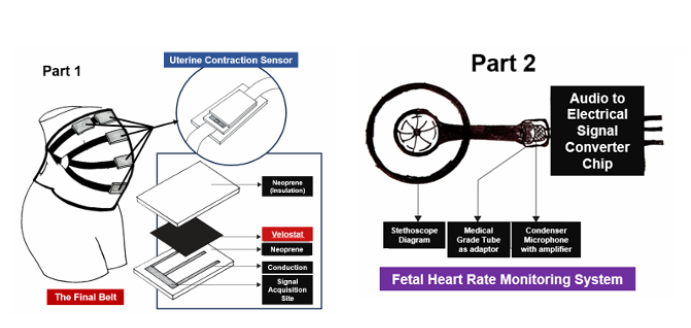 Part 1
Uterine Contraction Sensor
Neoprene
(Insulation)
Velostat
Neoprene
Conduction
Signal
Acquisition
Site
The Final Belt
Part 2
Audio to
Electrical
Signal
Converter
Chip
Stethoscope
Diagram
Medical
Grade Tube
as adaptor
Condenser
Microphone
with amplifier
Fetal Heart Rate Monitoring System